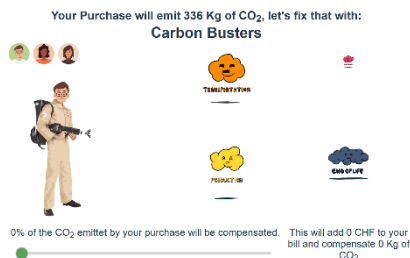 Your Purchase will emit 336 Kg of CO2, let's fix that with:
Carbon Busters
TRANSPORTATION
PRODUCTION
END OF LIFE
0% of the CO2 emittet by your purchase will be compensated.
This will add 0 CHF to your
bill and compensate 0 Kg of
CO2